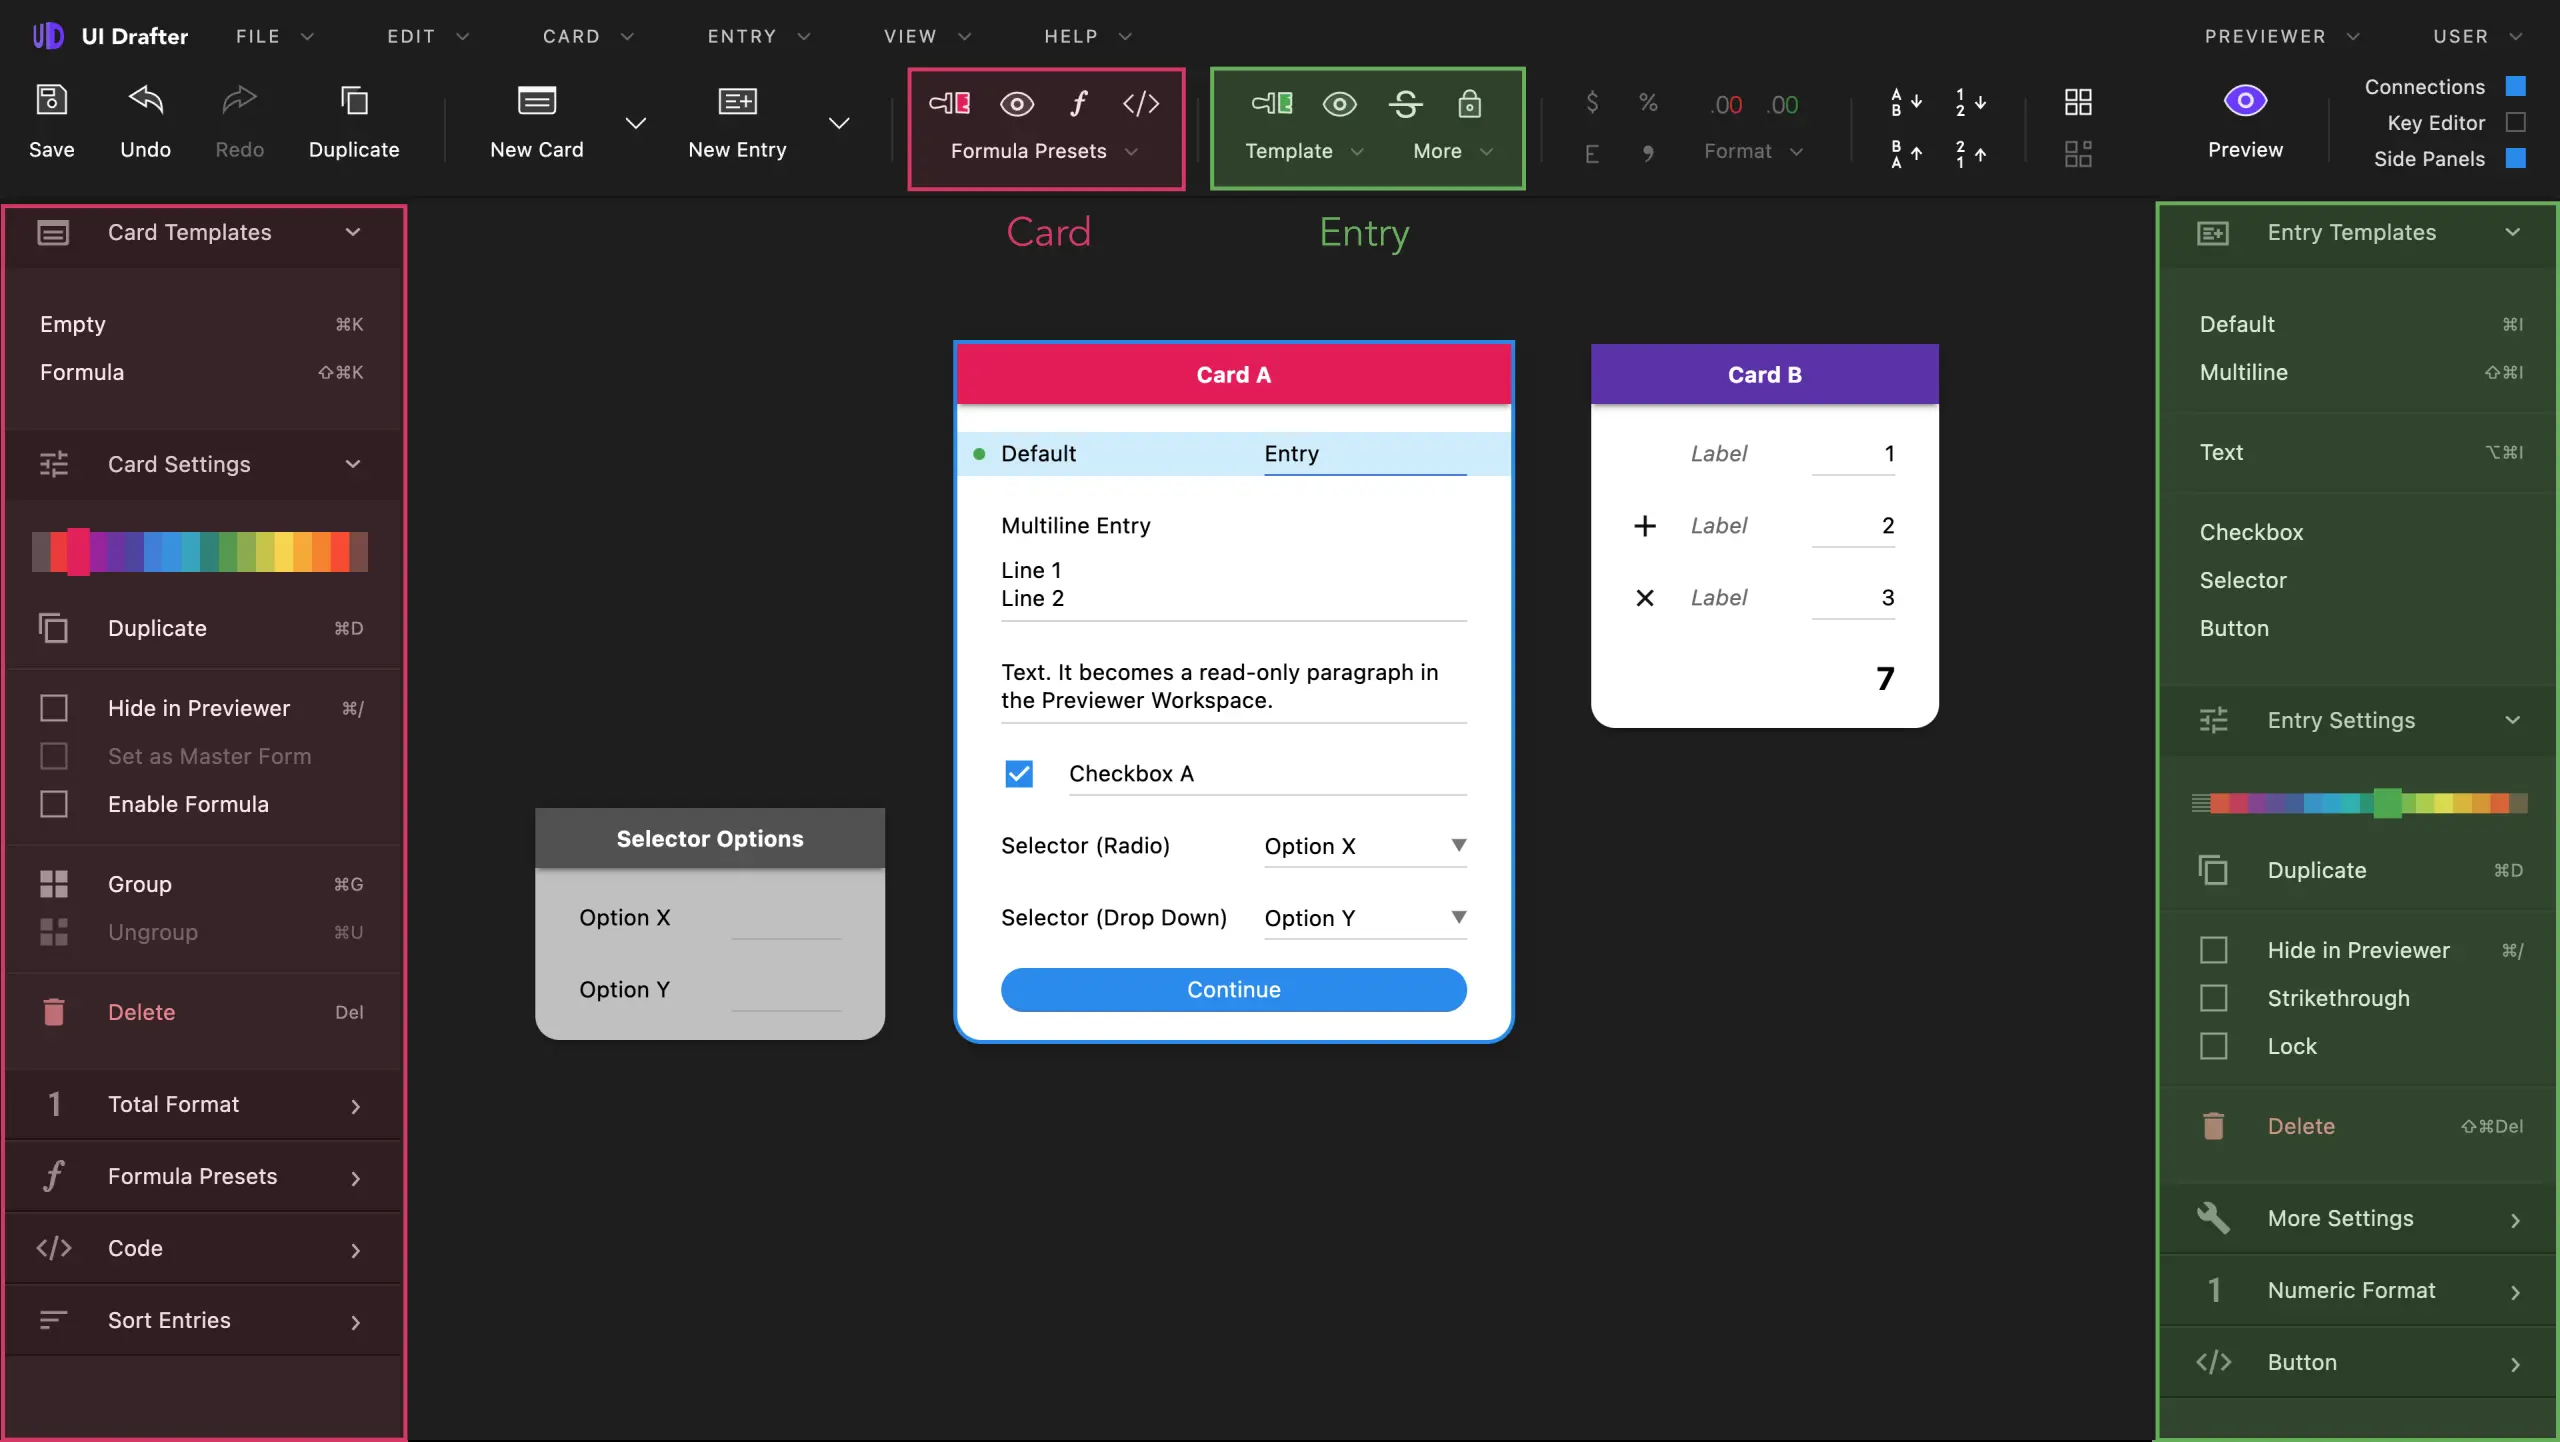 UI Drafter FILE EDIT CARD ENTRY VIEW HELP PREVIEWER USER
Save Undo Redo Duplicate New Card New Entry
Formula Presets
Template More
$ % .00 .00
E , Format
A B 1 2
B A 2 1
Preview
Connections
Key Editor
Side Panels
Card Entry
Card Templates
Empty ⌘K
Formula ⇧⌘K
Card Settings
Duplicate ⌘D
Hide in Previewer ⌘/
Set as Master Form
Enable Formula
Group ⌘G
Ungroup ⌘U
Delete Del
1 Total Format
f Formula Presets
</> Code
Sort Entries
Selector Options
Option X
Option Y
Card A
Default Entry
Multiline Entry
Line 1
Line 2
Text. It becomes a read-only paragraph in
the Previewer Workspace.
Checkbox A
Selector (Radio) Option X
Selector (Drop Down) Option Y
Continue
Card B
Label 1
+ Label 2
× Label 3
7
Entry Templates
Default ⌘I
Multiline ⇧⌘I
Text ⌥⌘I
Checkbox
Selector
Button
Entry Settings
Duplicate ⌘D
Hide in Previewer ⌘/
Strikethrough
Lock
Delete ⇧⌘Del
More Settings
1 Numeric Format
</> Button